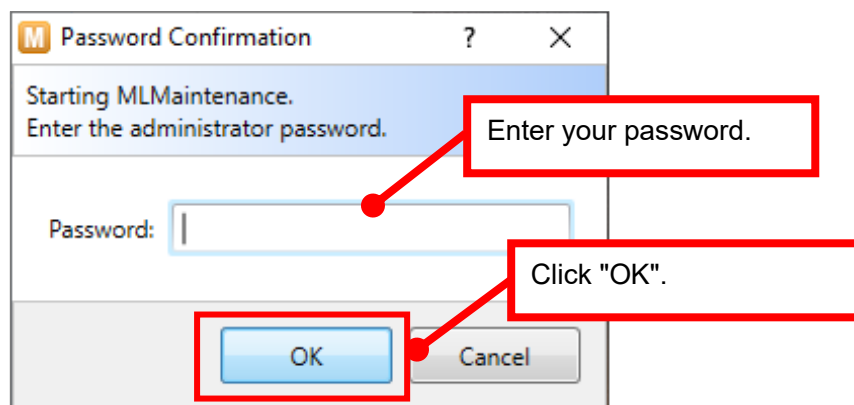 M Password Confirmation ? ×
Starting MLMaintenance.
Enter the administrator password.
Enter your password.
Password:
Click "OK".
OK Cancel